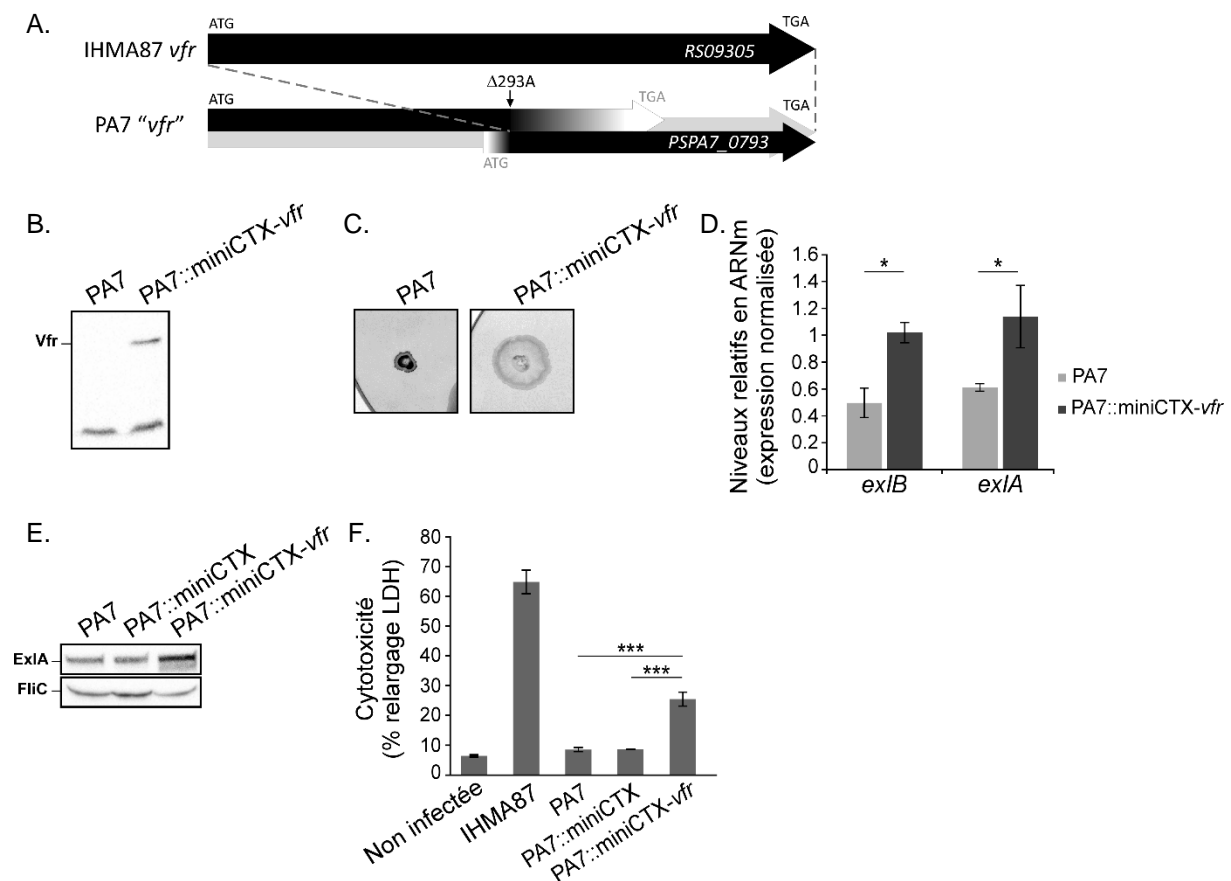 A.
ATG TGA
IHMA87 vfr RS09305
Δ293A
ATG TGA TGA
PA7 “vfr” PSPA7_0793
ATG
B.
PA7
PA7::miniCTX-vfr
Vfr
C.
PA7
PA7::miniCTX-vfr
D.
Niveaux relatifs en ARNm
(expression normalisée)
1.6
1.4
1.2
1
0.8
0.6
0.4
0.2
0
* *
exlB exlA
PA7
PA7::miniCTX-vfr
E.
PA7
PA7::miniCTX
PA7::miniCTX-vfr
ExlA
FliC
F.
Cytotoxicité
(% relargage LDH)
80
70
60
50
40
30
20
10
0
***
***
Non infectée
IHMA87
PA7
PA7::miniCTX
PA7::miniCTX-vfr